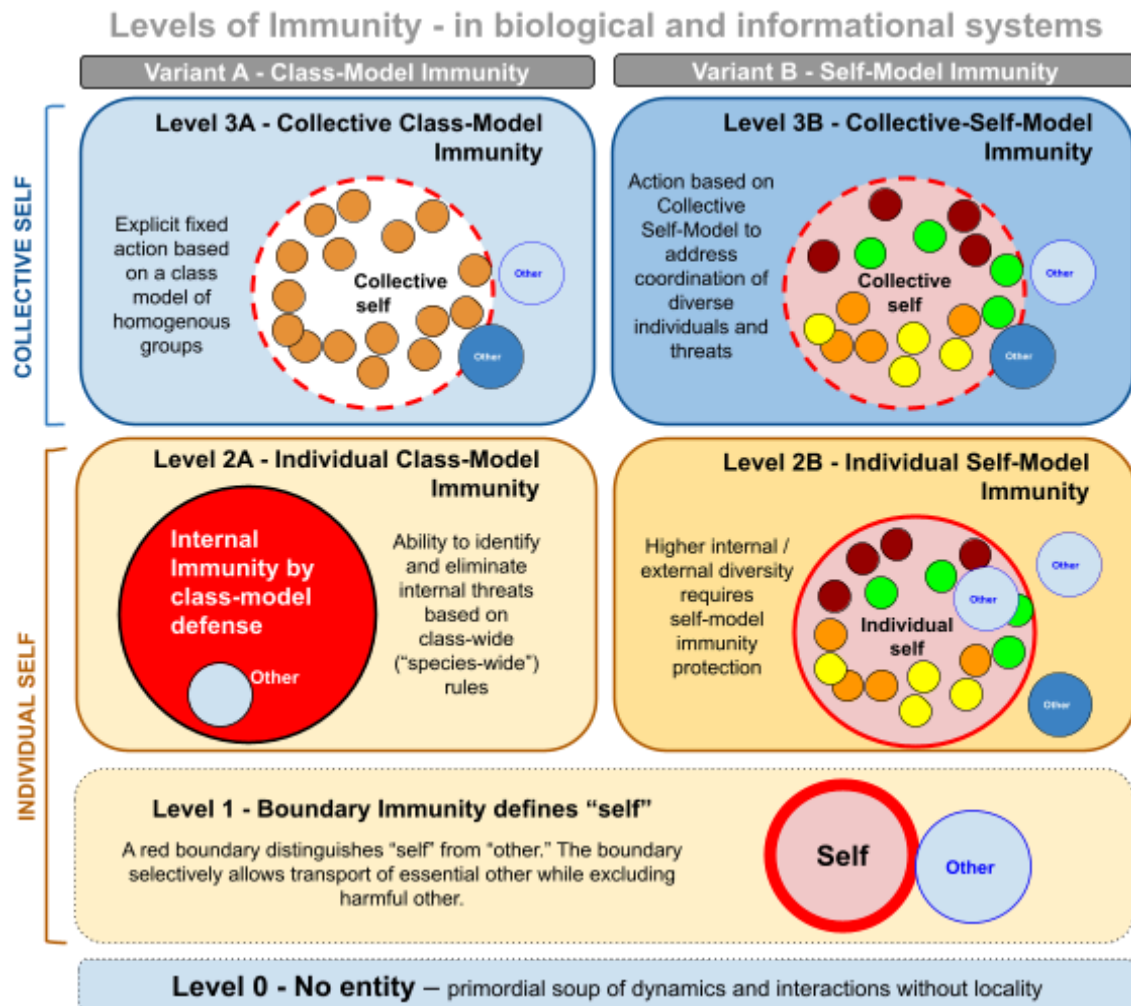 Levels of Immunity - in biological and informational systems
Variant A - Class-Model Immunity
Variant B - Self-Model Immunity
COLLECTIVE SELF
Level 3A - Collective Class-Model
Immunity
Explicit fixed
action based
on a class
model of
homogenous
groups
Collective
self
Other
Other
Level 3B - Collective-Self-Model
Immunity
Action based on
Collective
Self-Model to
address
coordination of
diverse
individuals and
threats
Collective
self
Other
Other
INDIVIDUAL SELF
Level 2A - Individual Class-Model
Immunity
Internal
Immunity by
class-model
defense
Other
Ability to identify
and eliminate
internal threats
based on
class-wide
(“species-wide”)
rules
Level 2B - Individual Self-Model
Immunity
Higher internal /
external diversity
requires
self-model
immunity
protection
Individual
self
Other
Other
Other
Level 1 - Boundary Immunity defines “self”
A red boundary distinguishes “self” from “other.” The boundary
selectively allows transport of essential other while excluding
harmful other.
Self
Other
Level 0 - No entity – primordial soup of dynamics and interactions without locality